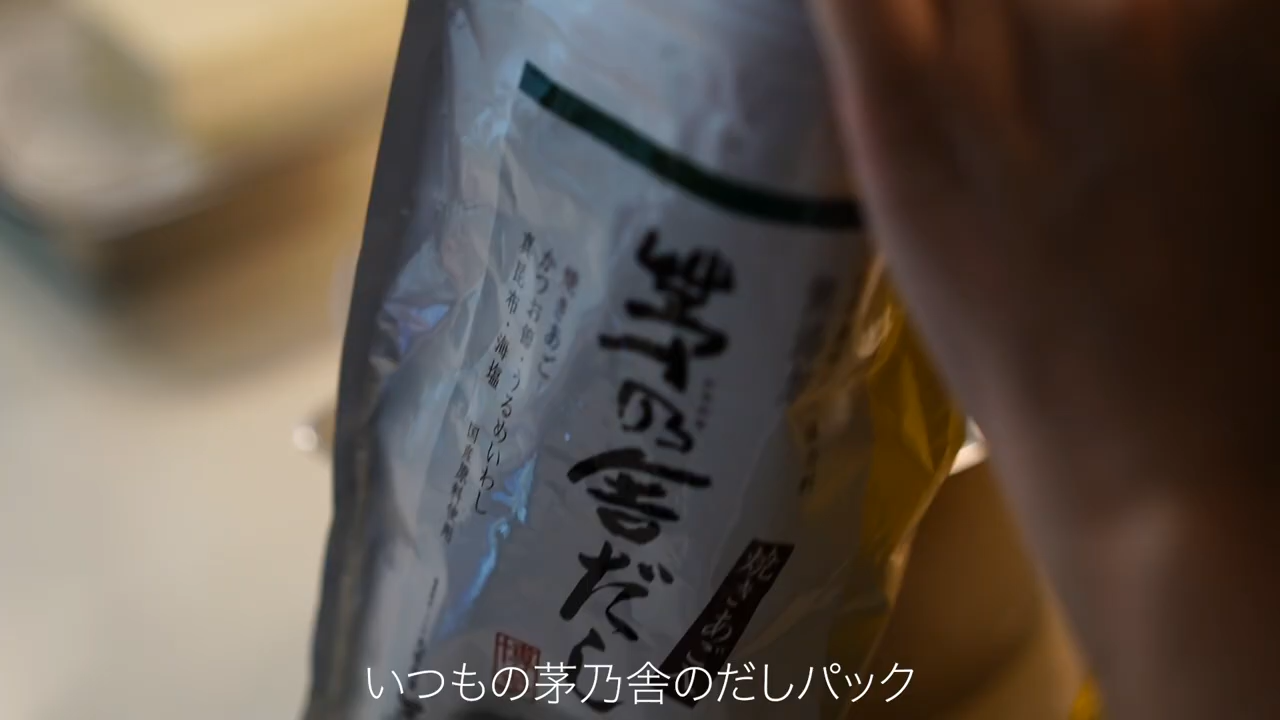 茅乃舎だし
焼きあご
焼きあご、
かつお節・うるめいわし
真昆布・海塩
国産原料使用
いつもの茅乃舎のだしパック